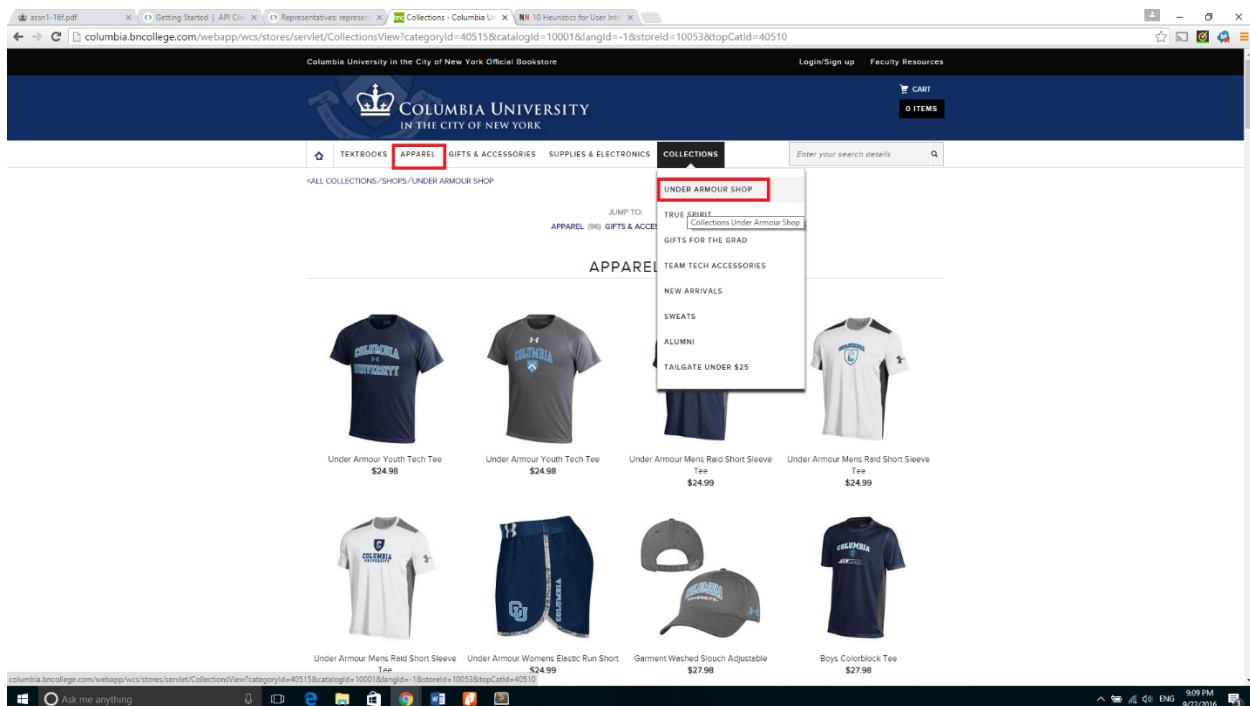 assn1-16f.pdf
Getting Started | API Clie
Representatives: represent
Collections - Columbia Un
10 Heuristics for User Inte
columbia.bncollege.com/webapp/wcs/stores/servlet/CollectionsView?categoryId=40515&catalogId=10001&langId=-1&storeId=10053&topCatId=40510
Columbia University in the City of New York Official Bookstore
Login/Sign up
Faculty Resources
COLUMBIA UNIVERSITY
IN THE CITY OF NEW YORK
CART
0 ITEMS
TEXTBOOKS APPAREL GIFTS & ACCESSORIES SUPPLIES & ELECTRONICS COLLECTIONS
Enter your search details
<ALL COLLECTIONS/SHOPS/UNDER ARMOUR SHOP
JUMP TO:
APPAREL (96) GIFTS & ACCES
APPAREL
UNDER ARMOUR SHOP
TRUE SPIRIT
Collections Under Armour Shop
GIFTS FOR THE GRAD
TEAM TECH ACCESSORIES
NEW ARRIVALS
SWEATS
ALUMNI
TAILGATE UNDER $25
COLUMBIA
UNIVERSITY
COLUMBIA
Under Armour Youth Tech Tee
$24.98
Under Armour Youth Tech Tee
$24.98
Under Armour Mens Raid Short Sleeve
Tee
$24.99
Under Armour Mens Raid Short Sleeve
Tee
$24.99
COLUMBIA
UNIVERSITY
CU
COLUMBIA
COLUMBIA
UNIVERSITY
COLUMBIA
Under Armour Mens Raid Short Sleeve
Tee
Under Armour Womens Elastic Run Short
$24.99
Garment Washed Slouch Adjustable
$27.98
Boys Colorblock Tee
$27.98
columbia.bncollege.com/webapp/wcs/stores/servlet/CollectionsView?categoryId=40515&catalogId=10001&langId=-1&storeId=10053&topCatId=40510
Ask me anything
ENG
9:09 PM
9/22/2016